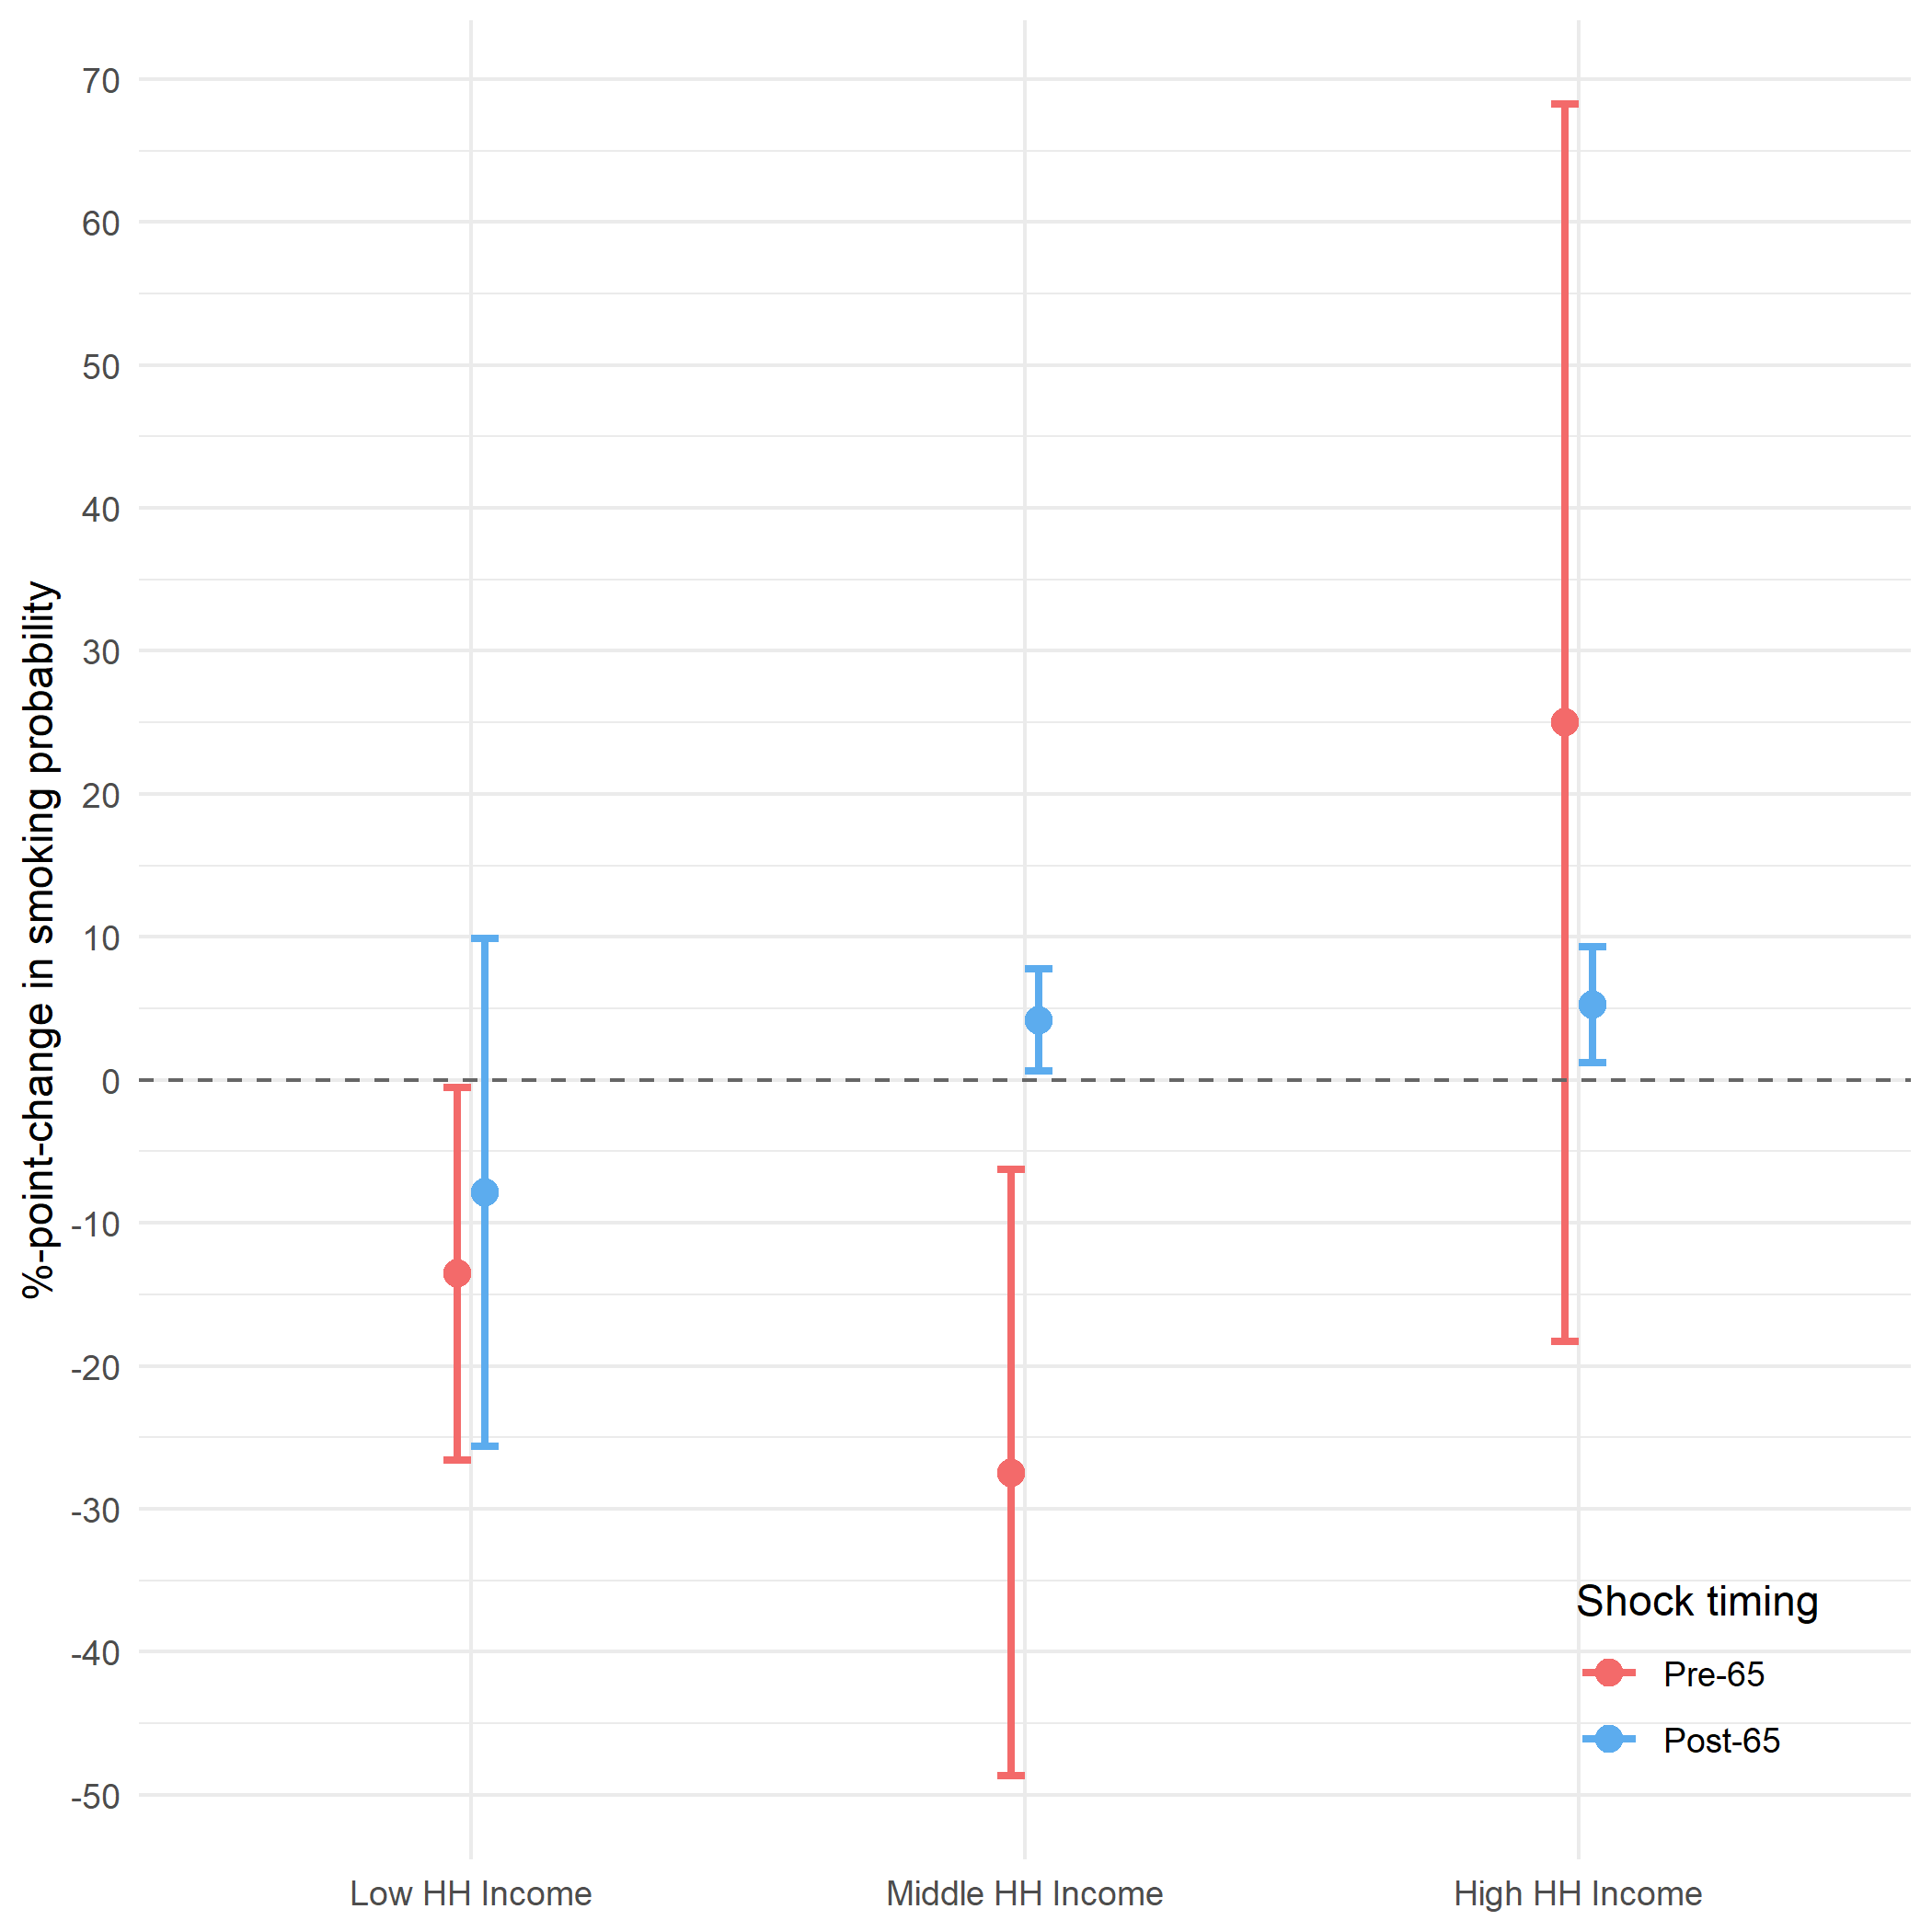 %-point-change in smoking probability
70
60
50
40
30
20
10
0
-10
-20
-30
-40
-50
Shock timing
Pre-65
Post-65
Low HH Income
Middle HH Income
High HH Income